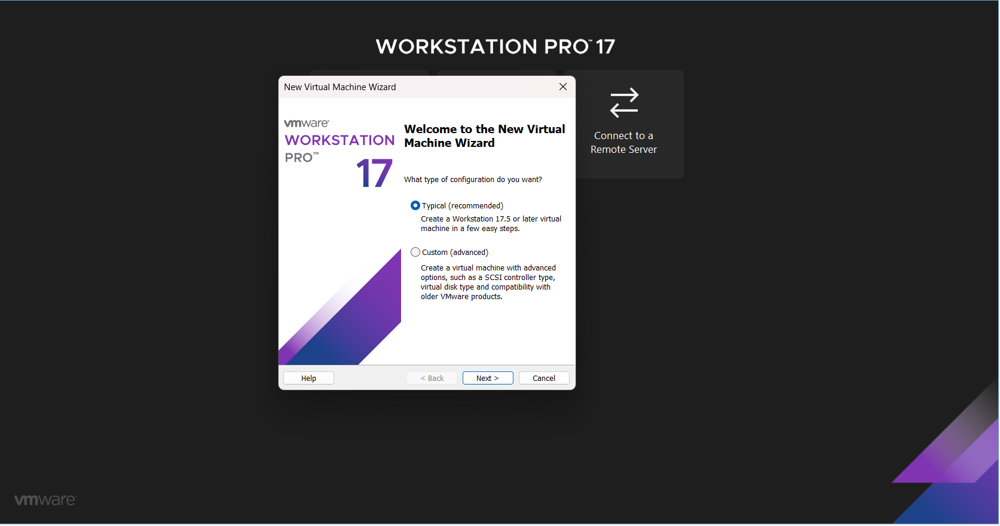 WORKSTATION PRO™ 17
New Virtual Machine Wizard
vmware®
WORKSTATION
PRO™
17
Welcome to the New Virtual
Machine Wizard
What type of configuration do you want?
Typical (recommended)
Create a Workstation 17.5 or later virtual
machine in a few easy steps.
Custom (advanced)
Create a virtual machine with advanced
options, such as a SCSI controller type,
virtual disk type and compatibility with
older VMware products.
Help
< Back
Next >
Cancel
Connect to a
Remote Server
vmware®